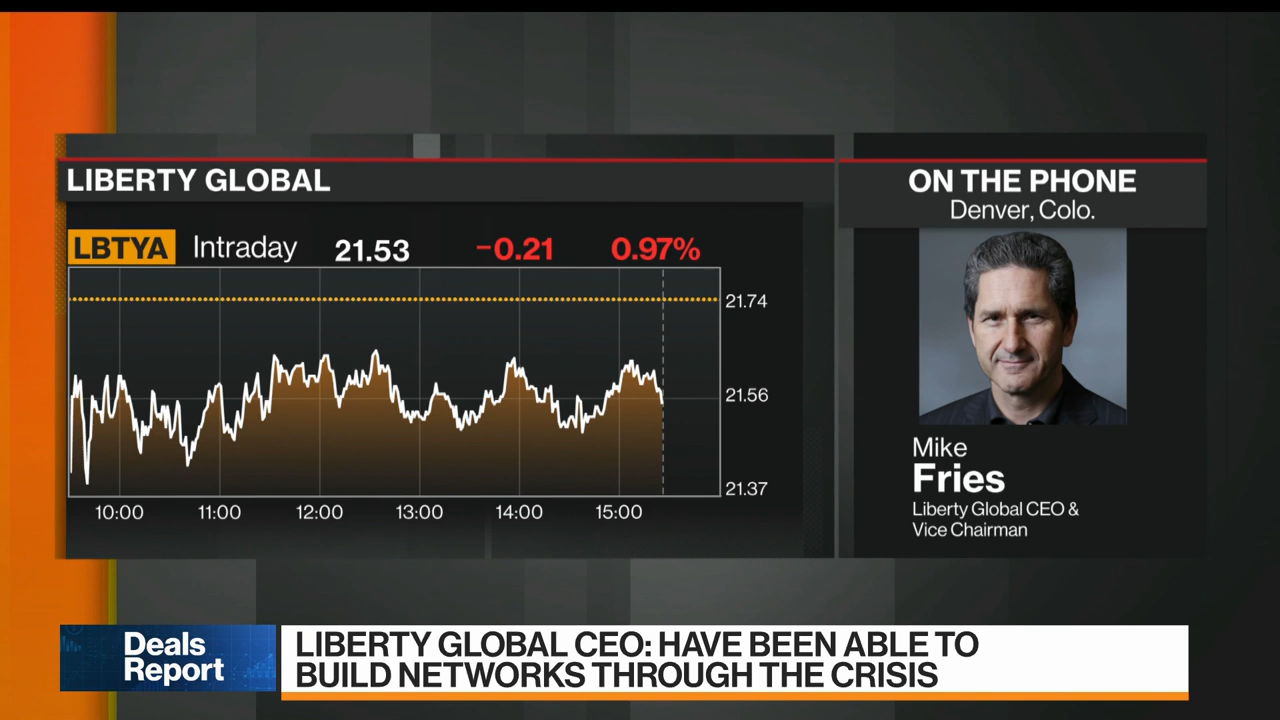 LIBERTY GLOBAL
LBTYA Intraday 21.53 −0.21 0.97%
21.74
21.56
21.37
10:00 11:00 12:00 13:00 14:00 15:00
ON THE PHONE
Denver, Colo.
Mike
Fries
Liberty Global CEO &
Vice Chairman
Deals
Report
LIBERTY GLOBAL CEO: HAVE BEEN ABLE TO
BUILD NETWORKS THROUGH THE CRISIS